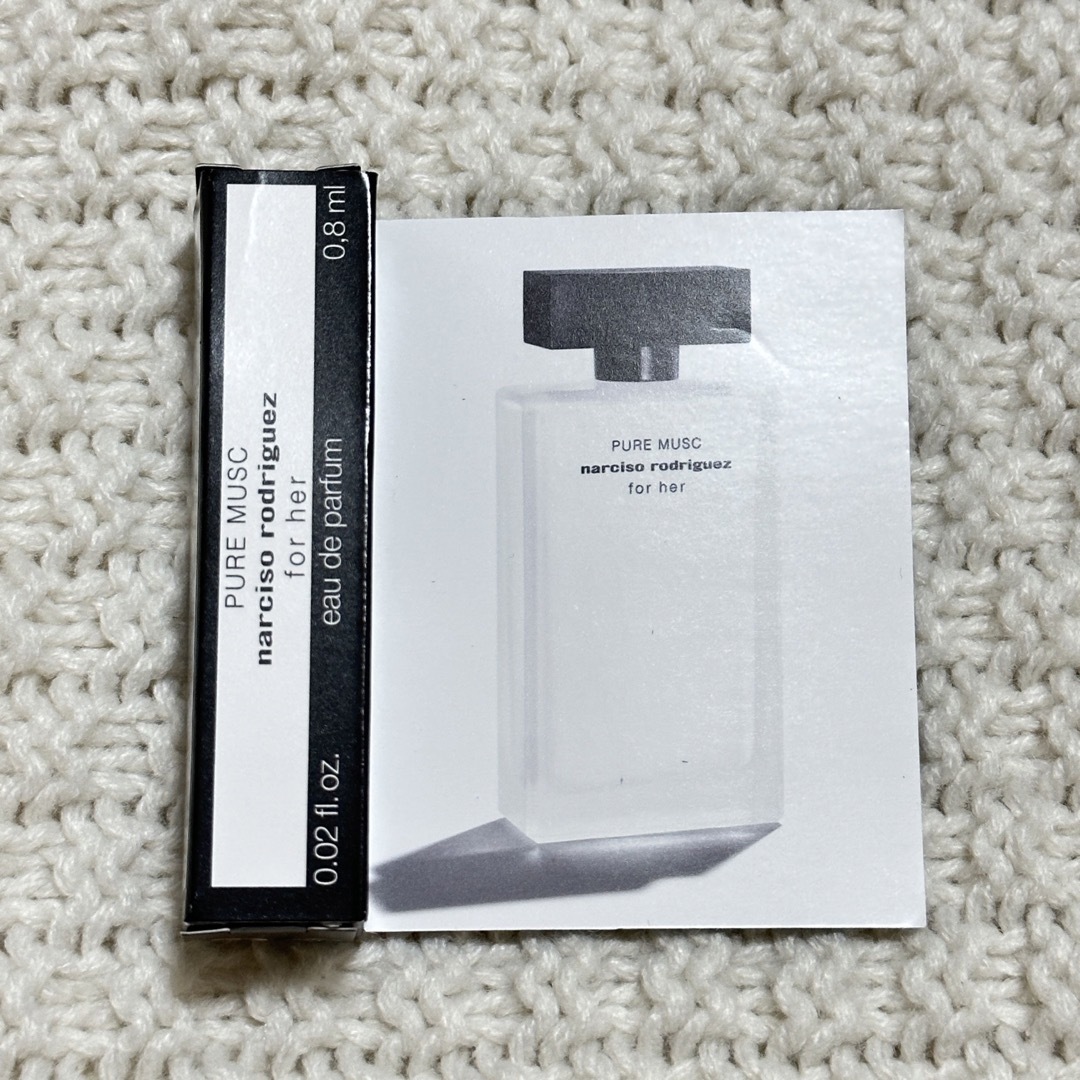 PURE MUSC
narciso rodriguez
for her
0.02 fl.oz. eau de parfum 0,8 ml
PURE MUSC
narciso rodriguez
for her